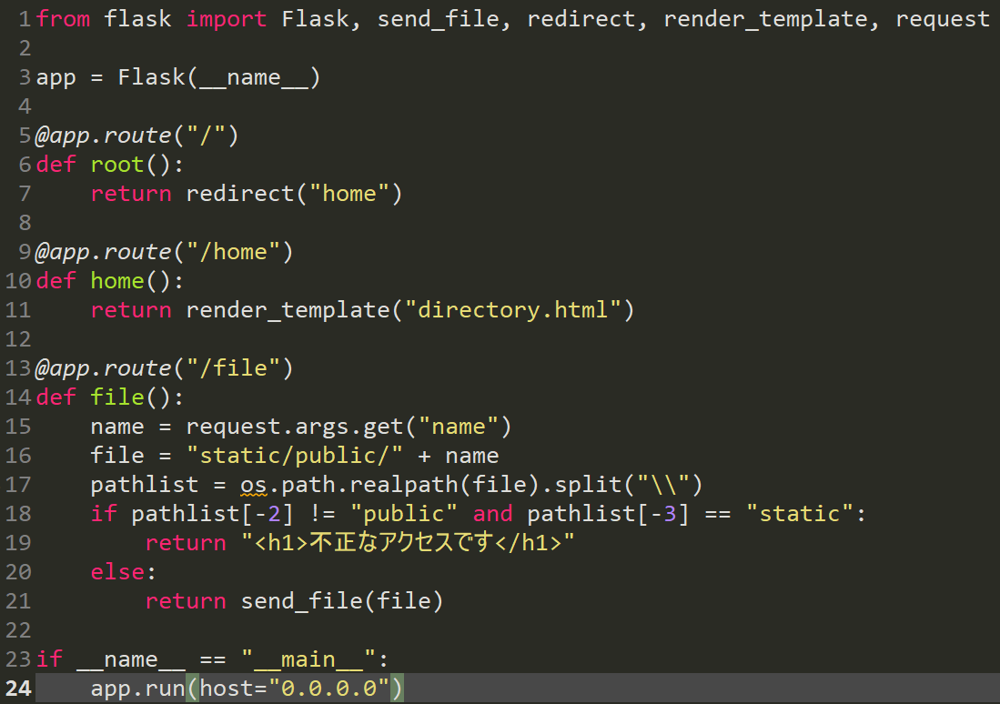 1 from flask import Flask, send_file, redirect, render_template, request
2
3 app = Flask(__name__)
4
5 @app.route("/")
6 def root():
7     return redirect("home")
8
9 @app.route("/home")
10 def home():
11     return render_template("directory.html")
12
13 @app.route("/file")
14 def file():
15     name = request.args.get("name")
16     file = "static/public/" + name
17     pathlist = os.path.realpath(file).split("\\")
18     if pathlist[-2] != "public" and pathlist[-3] == "static":
19         return "<h1>不正なアクセスです</h1>"
20     else:
21         return send_file(file)
22
23 if __name__ == "__main__":
24     app.run(host="0.0.0.0")